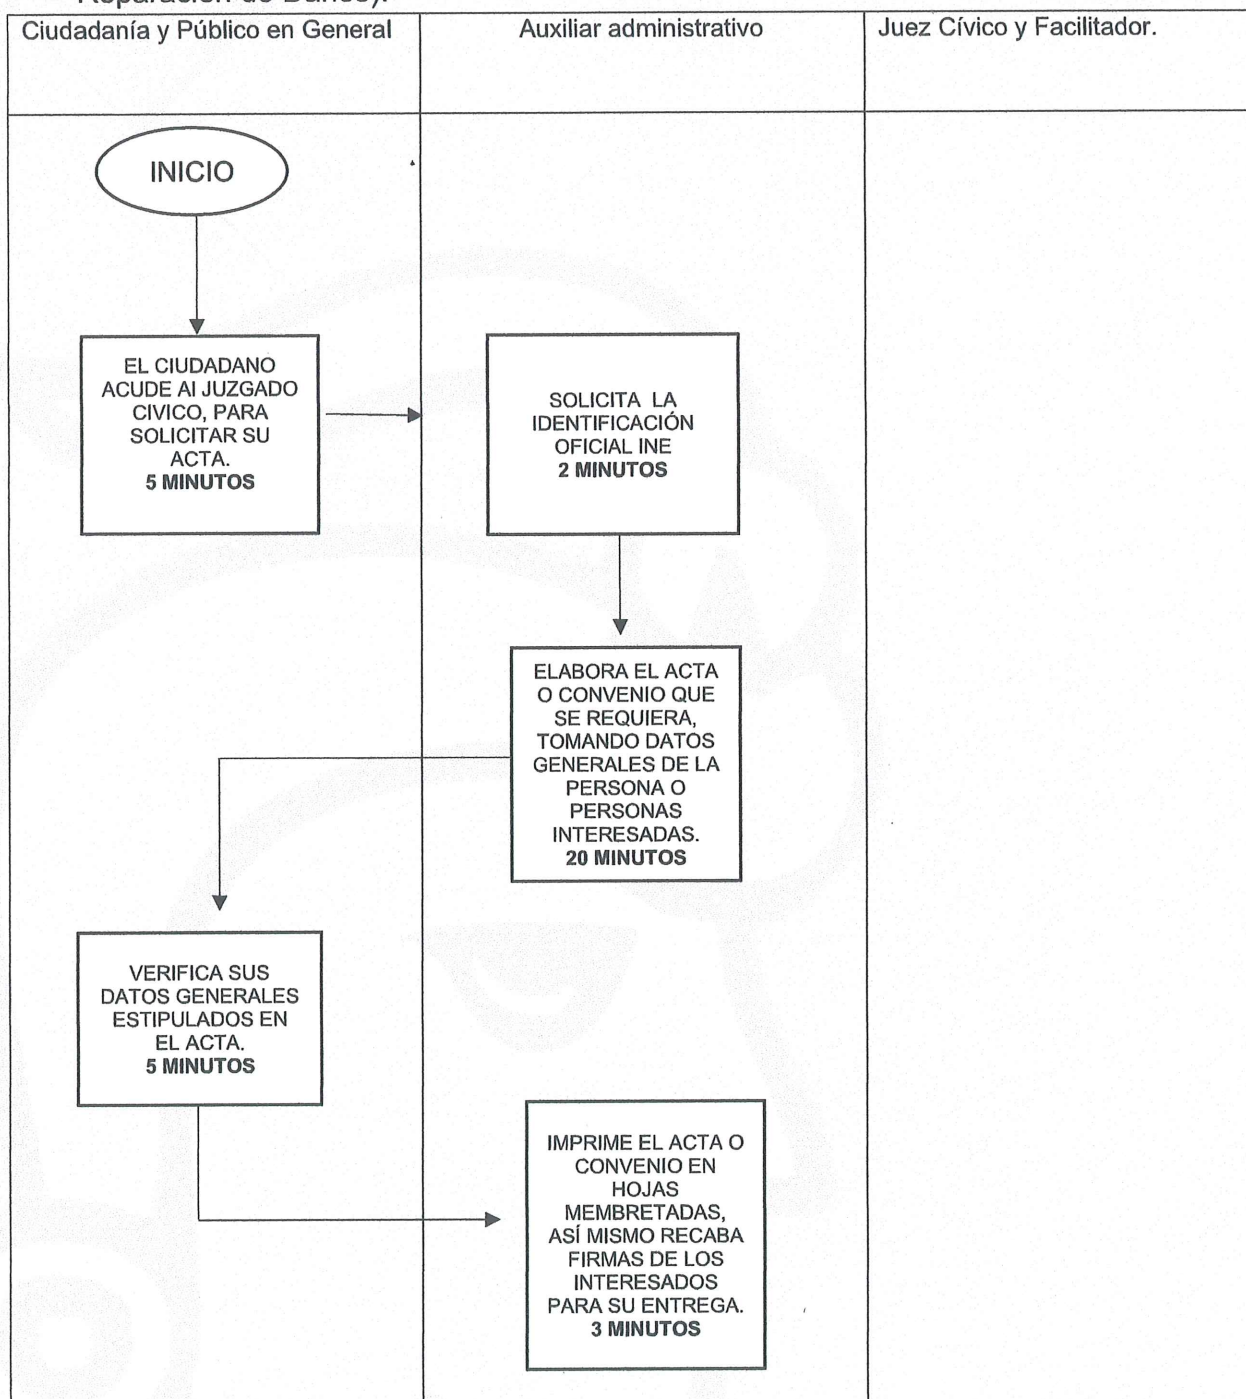 Reparación de Daños).
Ciudadanía y Público en General
Auxiliar administrativo
Juez Cívico y Facilitador.
INICIO
EL CIUDADANO
ACUDE Al JUZGADO
CIVICO, PARA
SOLICITAR SU
ACTA.
5 MINUTOS
SOLICITA LA
IDENTIFICACIÓN
OFICIAL INE
2 MINUTOS
ELABORA EL ACTA
O CONVENIO QUE
SE REQUIERA,
TOMANDO DATOS
GENERALES DE LA
PERSONA O
PERSONAS
INTERESADAS.
20 MINUTOS
VERIFICA SUS
DATOS GENERALES
ESTIPULADOS EN
EL ACTA.
5 MINUTOS
IMPRIME EL ACTA O
CONVENIO EN
HOJAS
MEMBRETADAS,
ASÍ MISMO RECABA
FIRMAS DE LOS
INTERESADOS
PARA SU ENTREGA.
3 MINUTOS